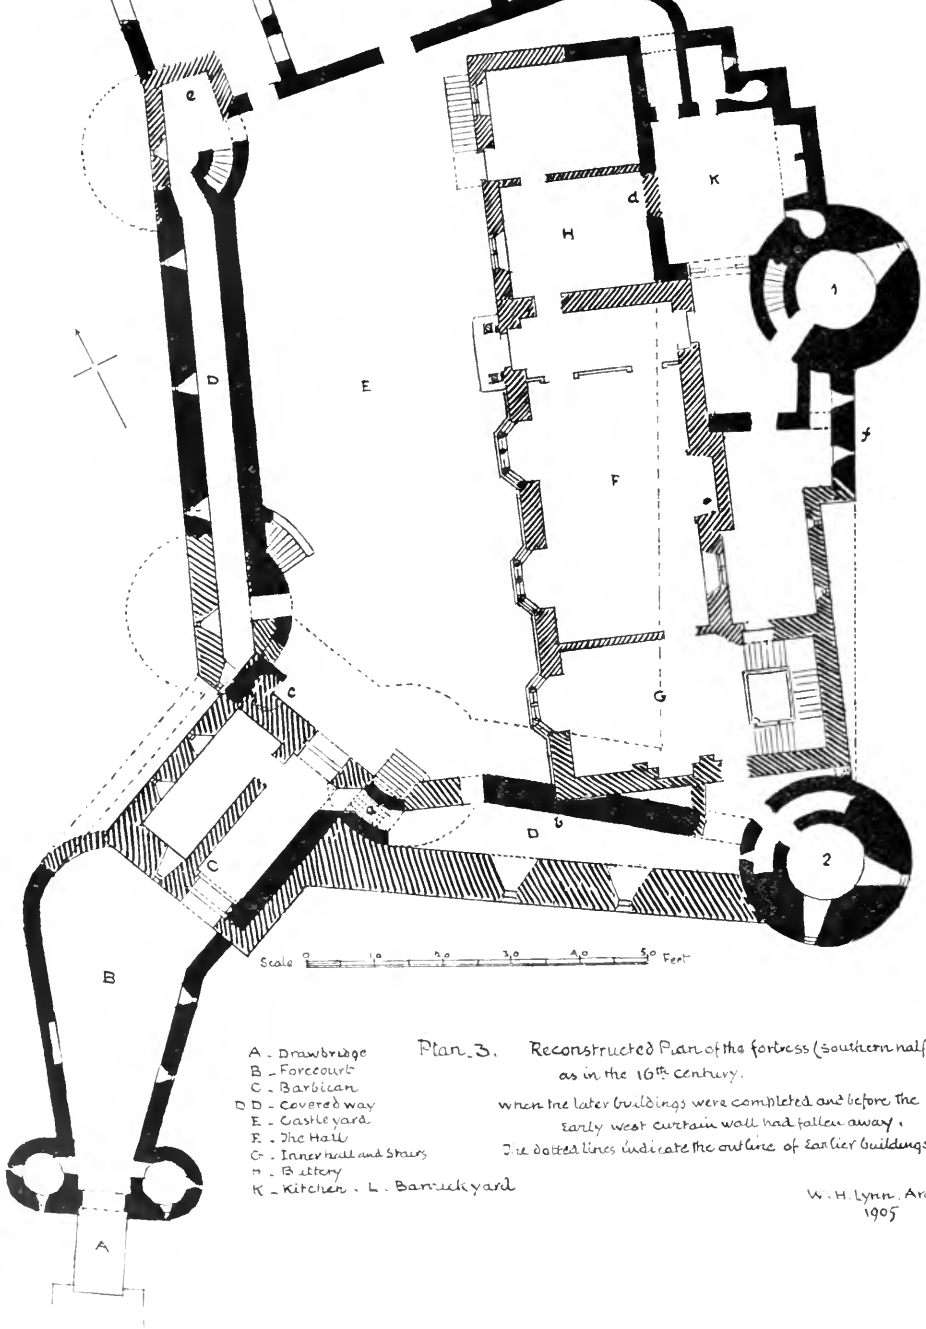 e
K
d
H
1
D
E
f
F
c
G
a
D
b
2
C
Scale 0 10 20 30 40 50 Feet
B
A - Drawbridge
B - Forecourt
C - Barbican
D D - Covered way
E - Castle yard
F - The Hall
G - Inner hall and Stairs
H - Buttery
K - Kitchen . L . Barrack yard
Plan 3. Reconstructed Plan of the fortress (Southern half
as in the 16th century.
when the later buildings were completed and before the
Early west curtain wall had fallen away.
The dotted lines indicate the outline of Earlier buildings
W. H. Lynn. Ar
1905
A